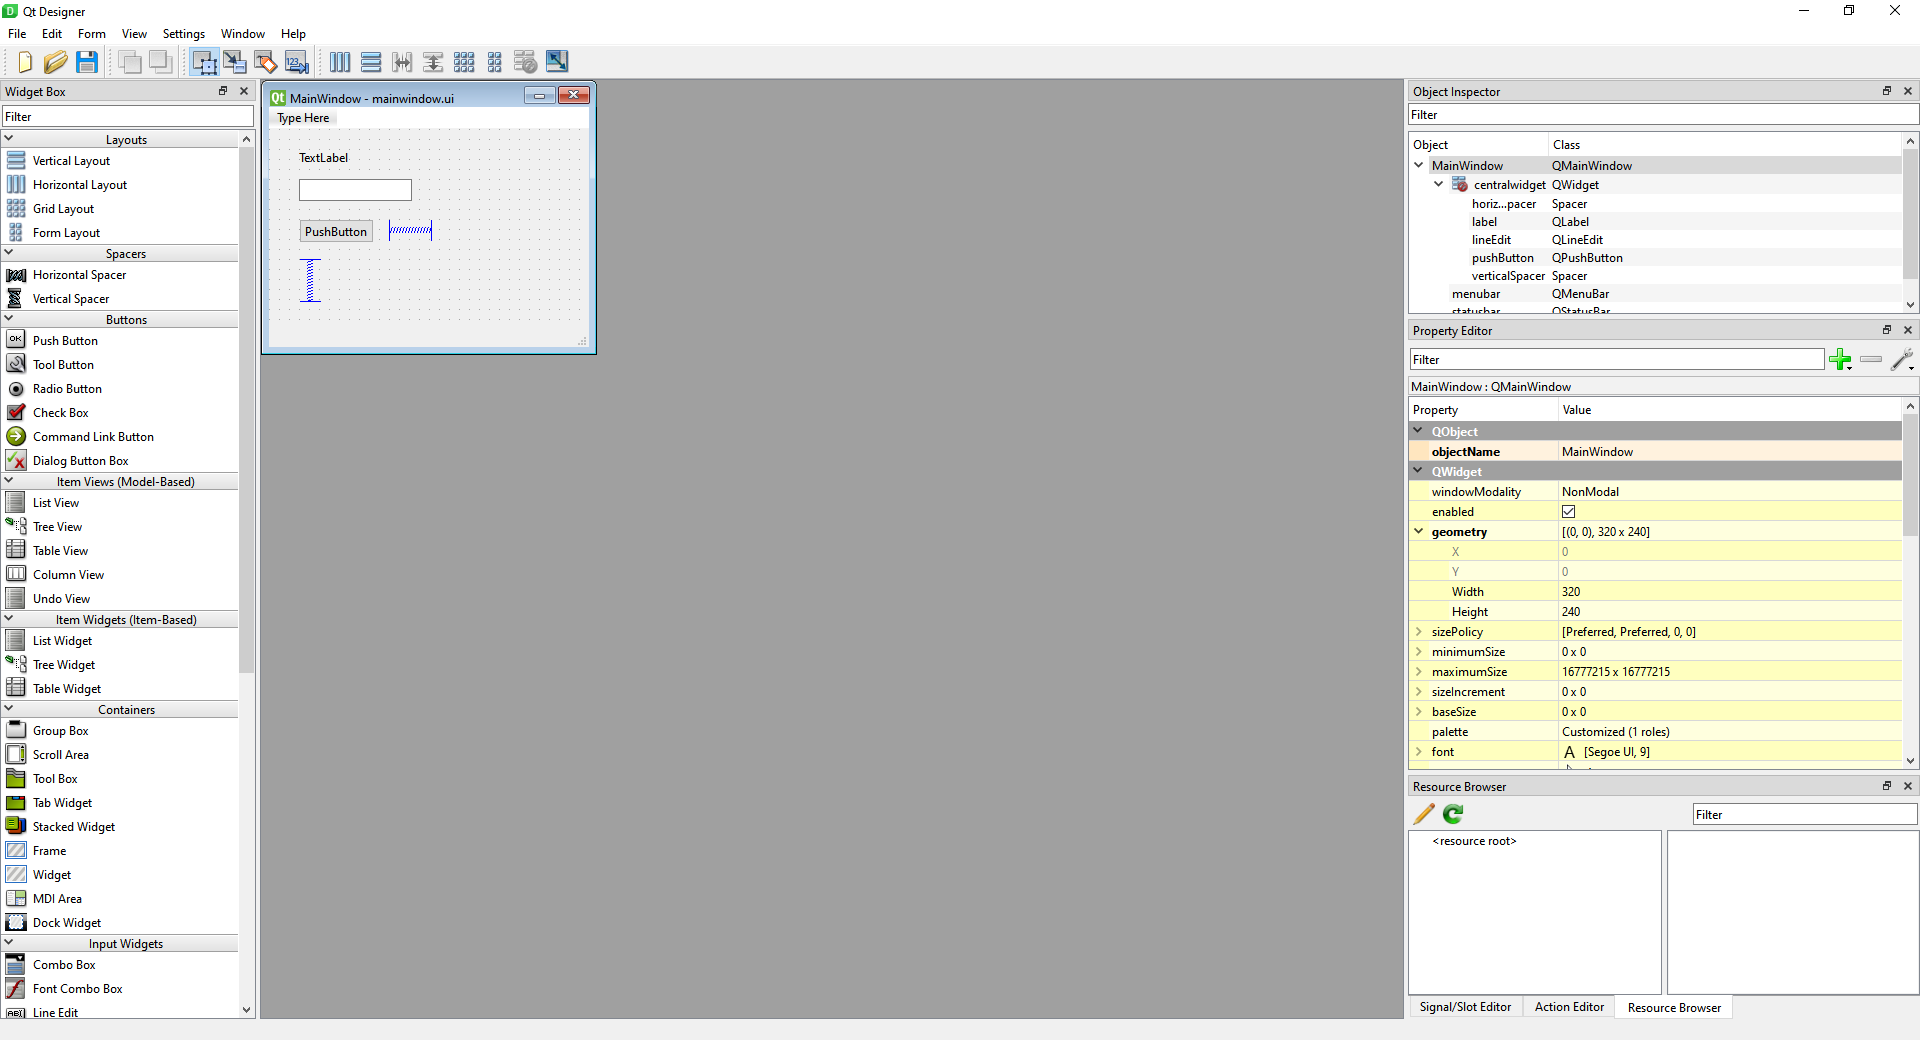 Qt Designer
File Edit Form View Settings Window Help
Widget Box
Filter
Layouts
Vertical Layout
Horizontal Layout
Grid Layout
Form Layout
Spacers
Horizontal Spacer
Vertical Spacer
Buttons
Push Button
Tool Button
Radio Button
Check Box
Command Link Button
Dialog Button Box
Item Views (Model-Based)
List View
Tree View
Table View
Column View
Undo View
Item Widgets (Item-Based)
List Widget
Tree Widget
Table Widget
Containers
Group Box
Scroll Area
Tool Box
Tab Widget
Stacked Widget
Frame
Widget
MDI Area
Dock Widget
Input Widgets
Combo Box
Font Combo Box
Line Edit
MainWindow - mainwindow.ui
Type Here
TextLabel
PushButton
Object Inspector
Filter
Object Class
MainWindow QMainWindow
centralwidget QWidget
horiz...pacer Spacer
label QLabel
lineEdit QLineEdit
pushButton QPushButton
verticalSpacer Spacer
menubar QMenuBar
statusbar QStatusBar
Property Editor
Filter
MainWindow : QMainWindow
Property Value
QObject
objectName MainWindow
QWidget
windowModality NonModal
enabled
geometry [(0, 0), 320 x 240]
X 0
Y 0
Width 320
Height 240
sizePolicy [Preferred, Preferred, 0, 0]
minimumSize 0 x 0
maximumSize 16777215 x 16777215
sizeIncrement 0 x 0
baseSize 0 x 0
palette Customized (1 roles)
font A [Segoe UI, 9]
Resource Browser
Filter
<resource root>
Signal/Slot Editor Action Editor Resource Browser